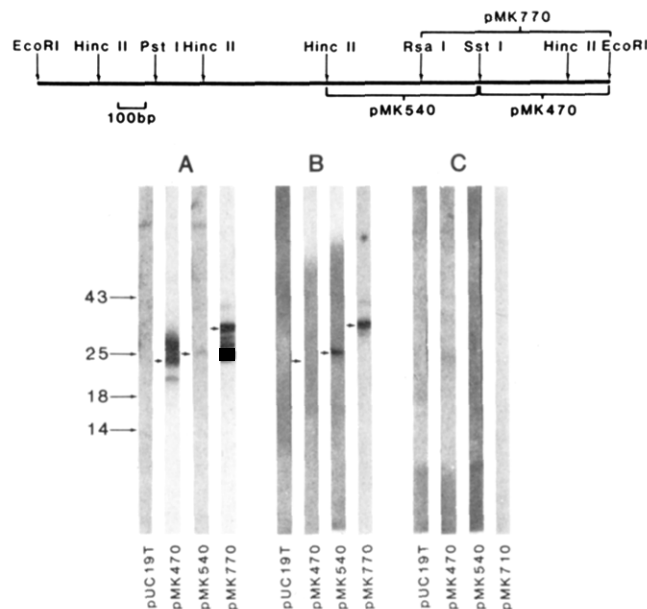 pMK770
EcoRI Hinc II Pst I Hinc II Hinc II Rsa I Sst I Hinc II EcoRI
100bp pMK540 pMK470
A B C
43
25
18
14
pUC19T pMK470 pMK540 pMK770 pUC19T pMK470 pMK540 pMK770 pUC19T pMK470 pMK540 pMK710